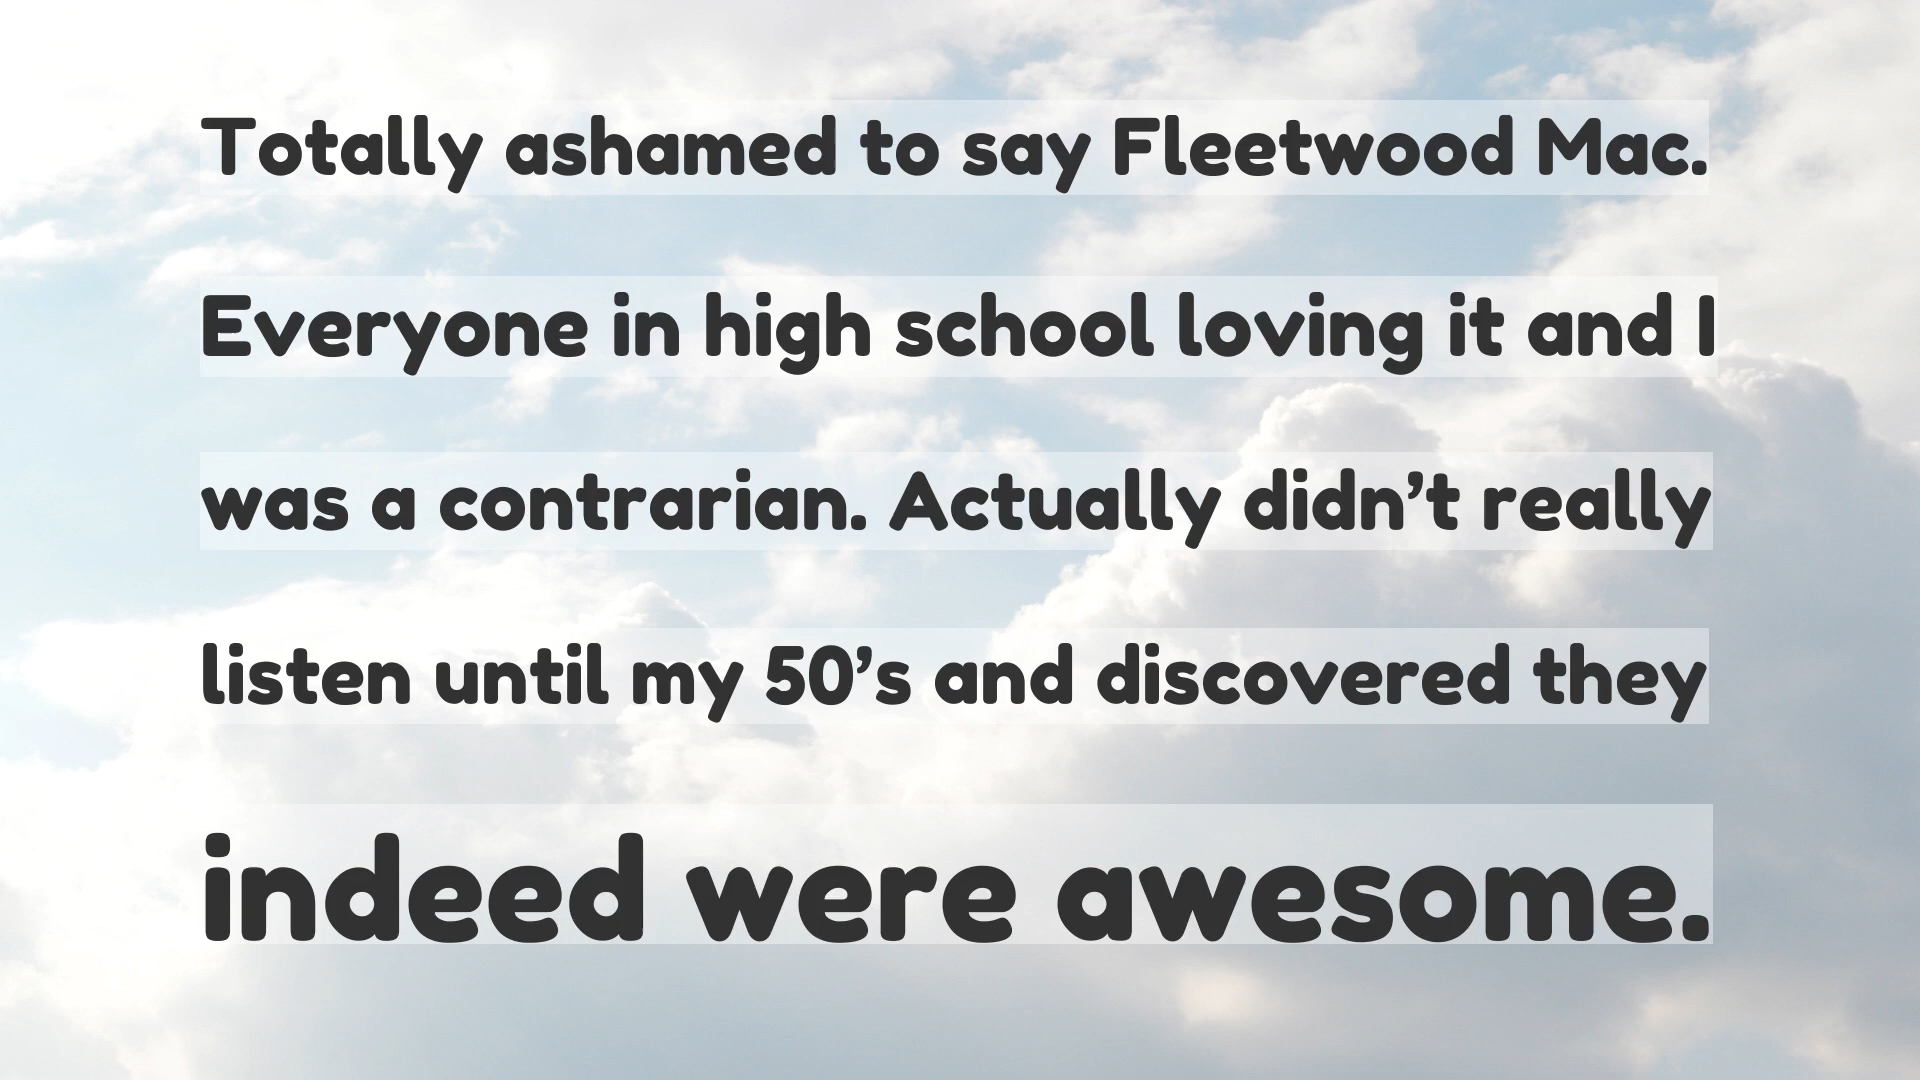 Totally ashamed to say Fleetwood Mac.
Everyone in high school loving it and I
was a contrarian. Actually didn’t really
listen until my 50’s and discovered they
indeed were awesome.